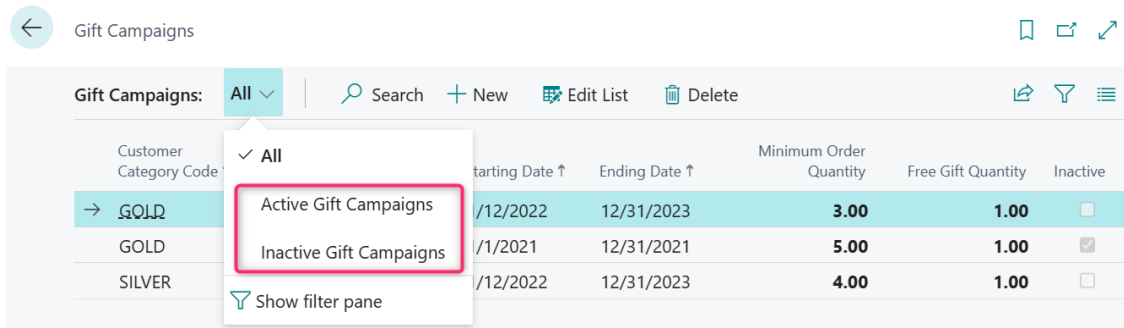 Gift Campaigns
Gift Campaigns: All Search New Edit List Delete
Customer Category Code tarting Date ↑ Ending Date ↑ Minimum Order Quantity Free Gift Quantity Inactive
All
Active Gift Campaigns
Inactive Gift Campaigns
Show filter pane
GOLD /12/2022 12/31/2023 3.00 1.00
GOLD /1/2021 12/31/2021 5.00 1.00
SILVER /12/2022 12/31/2023 4.00 1.00